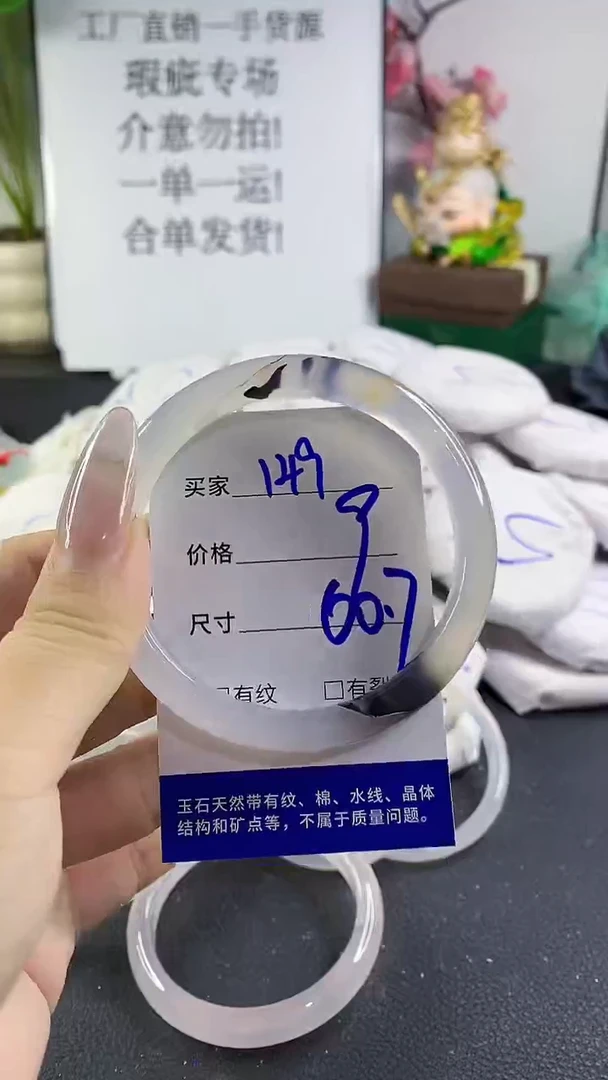 工厂直销一手货源
瑕疵专场
介意勿拍!
一单一运!
合单发货!
买家 149
价格
尺寸 60.7
有纹 □有裂
玉石天然带有纹、棉、水线、晶体
结构和矿点等，不属于质量问题。